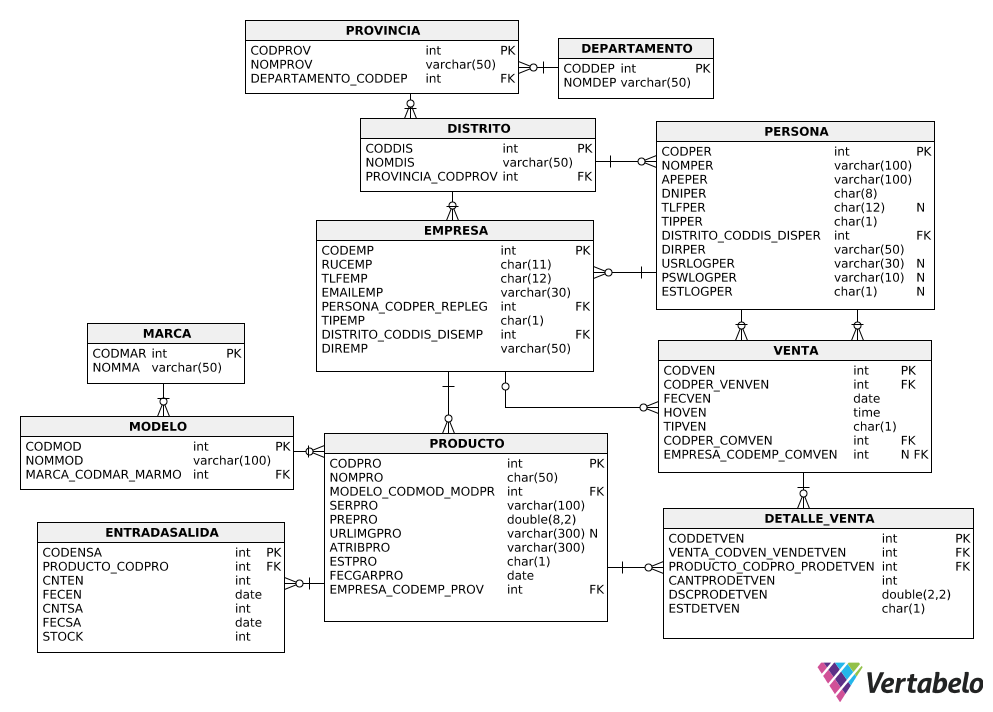 PROVINCIA
CODPROV int PK
NOMPROV varchar(50)
DEPARTAMENTO_CODDEP int FK
DEPARTAMENTO
CODDEP int PK
NOMDEP varchar(50)
DISTRITO
CODDIS int PK
NOMDIS varchar(50)
PROVINCIA_CODPROV int FK
PERSONA
CODPER int PK
NOMPER varchar(100)
APEPER varchar(100)
DNIPER char(8)
TLFPER char(12) N
TIPPER char(1)
DISTRITO_CODDIS_DISPER int FK
DIRPER varchar(50)
USRLOGPER varchar(30) N
PSWLOGPER varchar(10) N
ESTLOGPER char(1) N
EMPRESA
CODEMP int PK
RUCEMP char(11)
TLFEMP char(12)
EMAILEMP varchar(30)
PERSONA_CODPER_REPLEG int FK
TIPEMP char(1)
DISTRITO_CODDIS_DISEMP int FK
DIREMP varchar(50)
MARCA
CODMAR int PK
NOMMA varchar(50)
VENTA
CODVEN int PK
CODPER_VENVEN int FK
FECVEN date
HOVEN time
TIPVEN char(1)
CODPER_COMVEN int FK
EMPRESA_CODEMP_COMVEN int N FK
MODELO
CODMOD int PK
NOMMOD varchar(100)
MARCA_CODMAR_MARMO int FK
PRODUCTO
CODPRO int PK
NOMPRO char(50)
MODELO_CODMOD_MODPR int FK
SERPRO varchar(100)
PREPRO double(8,2)
URLIMGPRO varchar(300) N
ATRIBPRO varchar(300)
ESTPRO char(1)
FECGARPRO date
EMPRESA_CODEMP_PROV int FK
ENTRADASALIDA
CODENSA int PK
PRODUCTO_CODPRO int FK
CNTEN int
FECEN date
CNTSA int
FECSA date
STOCK int
DETALLE_VENTA
CODDETVEN int PK
VENTA_CODVEN_VENDETVEN int FK
PRODUCTO_CODPRO_PRODETVEN int FK
CANTPRODETVEN int
DSCPRODETVEN double(2,2)
ESTDETVEN char(1)
Vertabelo